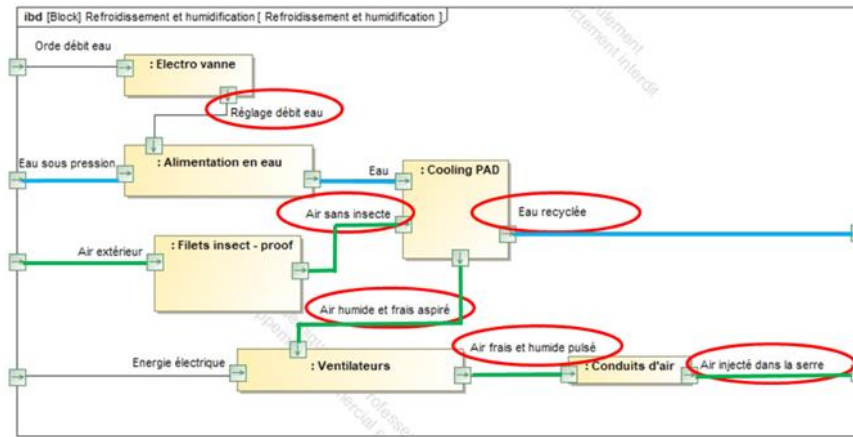 ibd [Block] Refroidissement et humidification [ Refroidissement et humidification ]
Orde débit eau
: Electro vanne
Réglage débit eau
Eau sous pression
: Alimentation en eau
Eau
: Cooling PAD
Air sans insecte
Eau recyclée
Air extérieur
: Filets insect - proof
Air humide et frais aspiré
Energie électrique
: Ventilateurs
Air frais et humide pulsé
: Conduits d'air
Air injecté dans la serre
ictement interdit